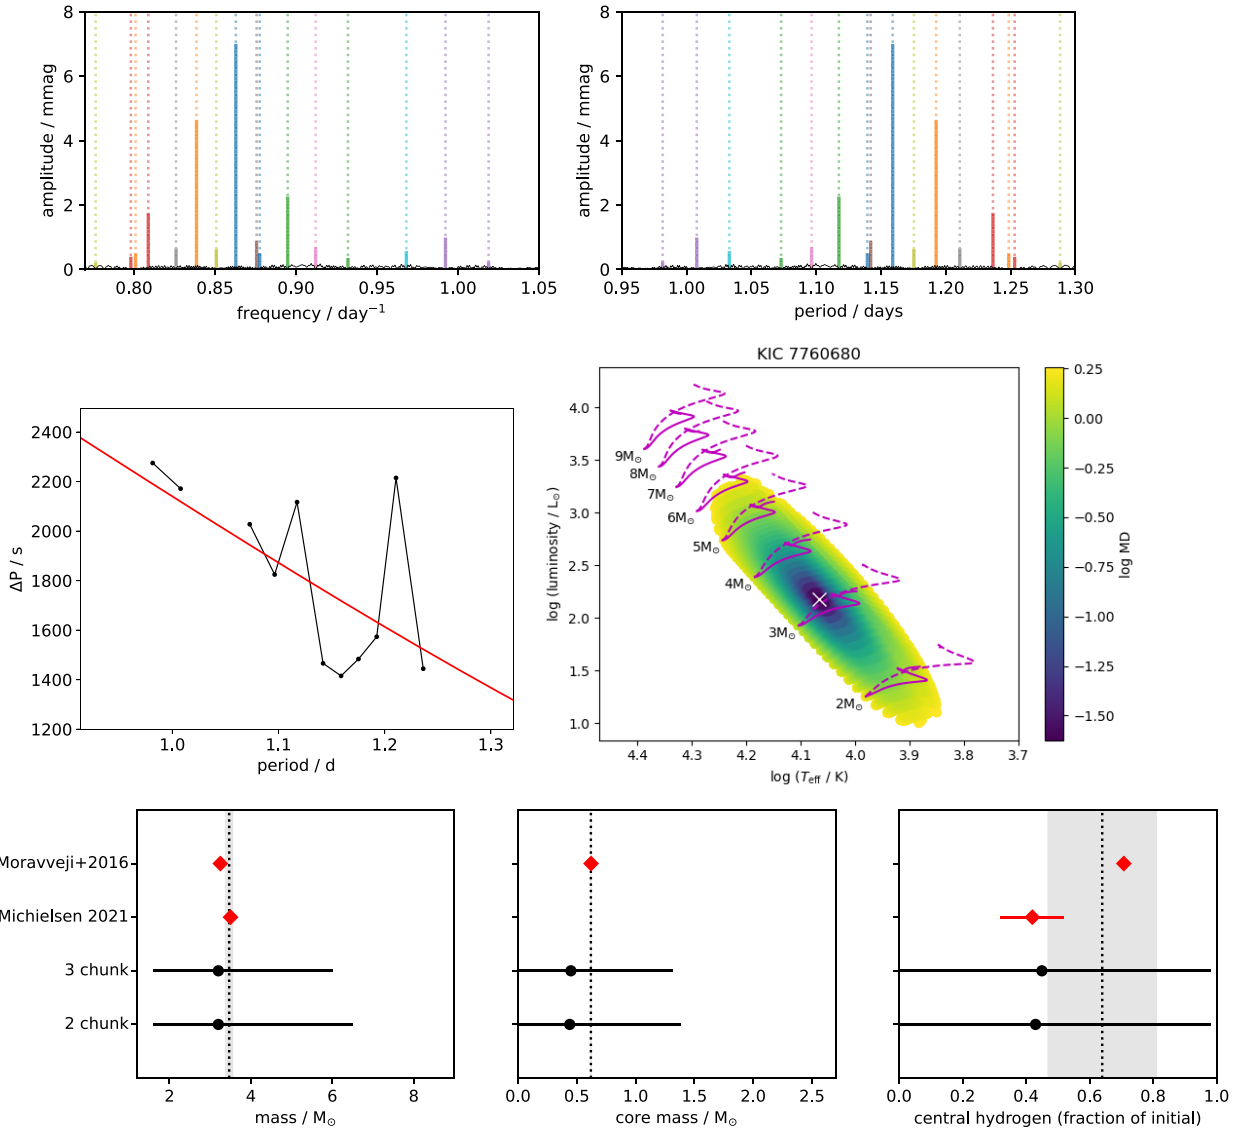 8
6
4
2
0
amplitude / mmag
0.80
0.85
0.90
0.95
1.00
1.05
frequency / day⁻¹
8
6
4
2
0
amplitude / mmag
0.95
1.00
1.05
1.10
1.15
1.20
1.25
1.30
period / days
2400
2200
2000
1800
1600
1400
1200
ΔP / s
1.0
1.1
1.2
1.3
period / d
KIC 7760680
4.0
3.5
3.0
2.5
2.0
1.5
1.0
log (luminosity / L⊙)
9M⊙
8M⊙
7M⊙
6M⊙
5M⊙
4M⊙
3M⊙
2M⊙
4.4
4.3
4.2
4.1
4.0
3.9
3.8
3.7
log (Teff / K)
0.25
0.00
−0.25
−0.50
−0.75
−1.00
−1.25
−1.50
log MD
Moravveji+2016
Michielsen 2021
3 chunk
2 chunk
2
4
6
8
mass / M⊙
0.0
0.5
1.0
1.5
2.0
2.5
core mass / M⊙
0.0
0.2
0.4
0.6
0.8
1.0
central hydrogen (fraction of initial)